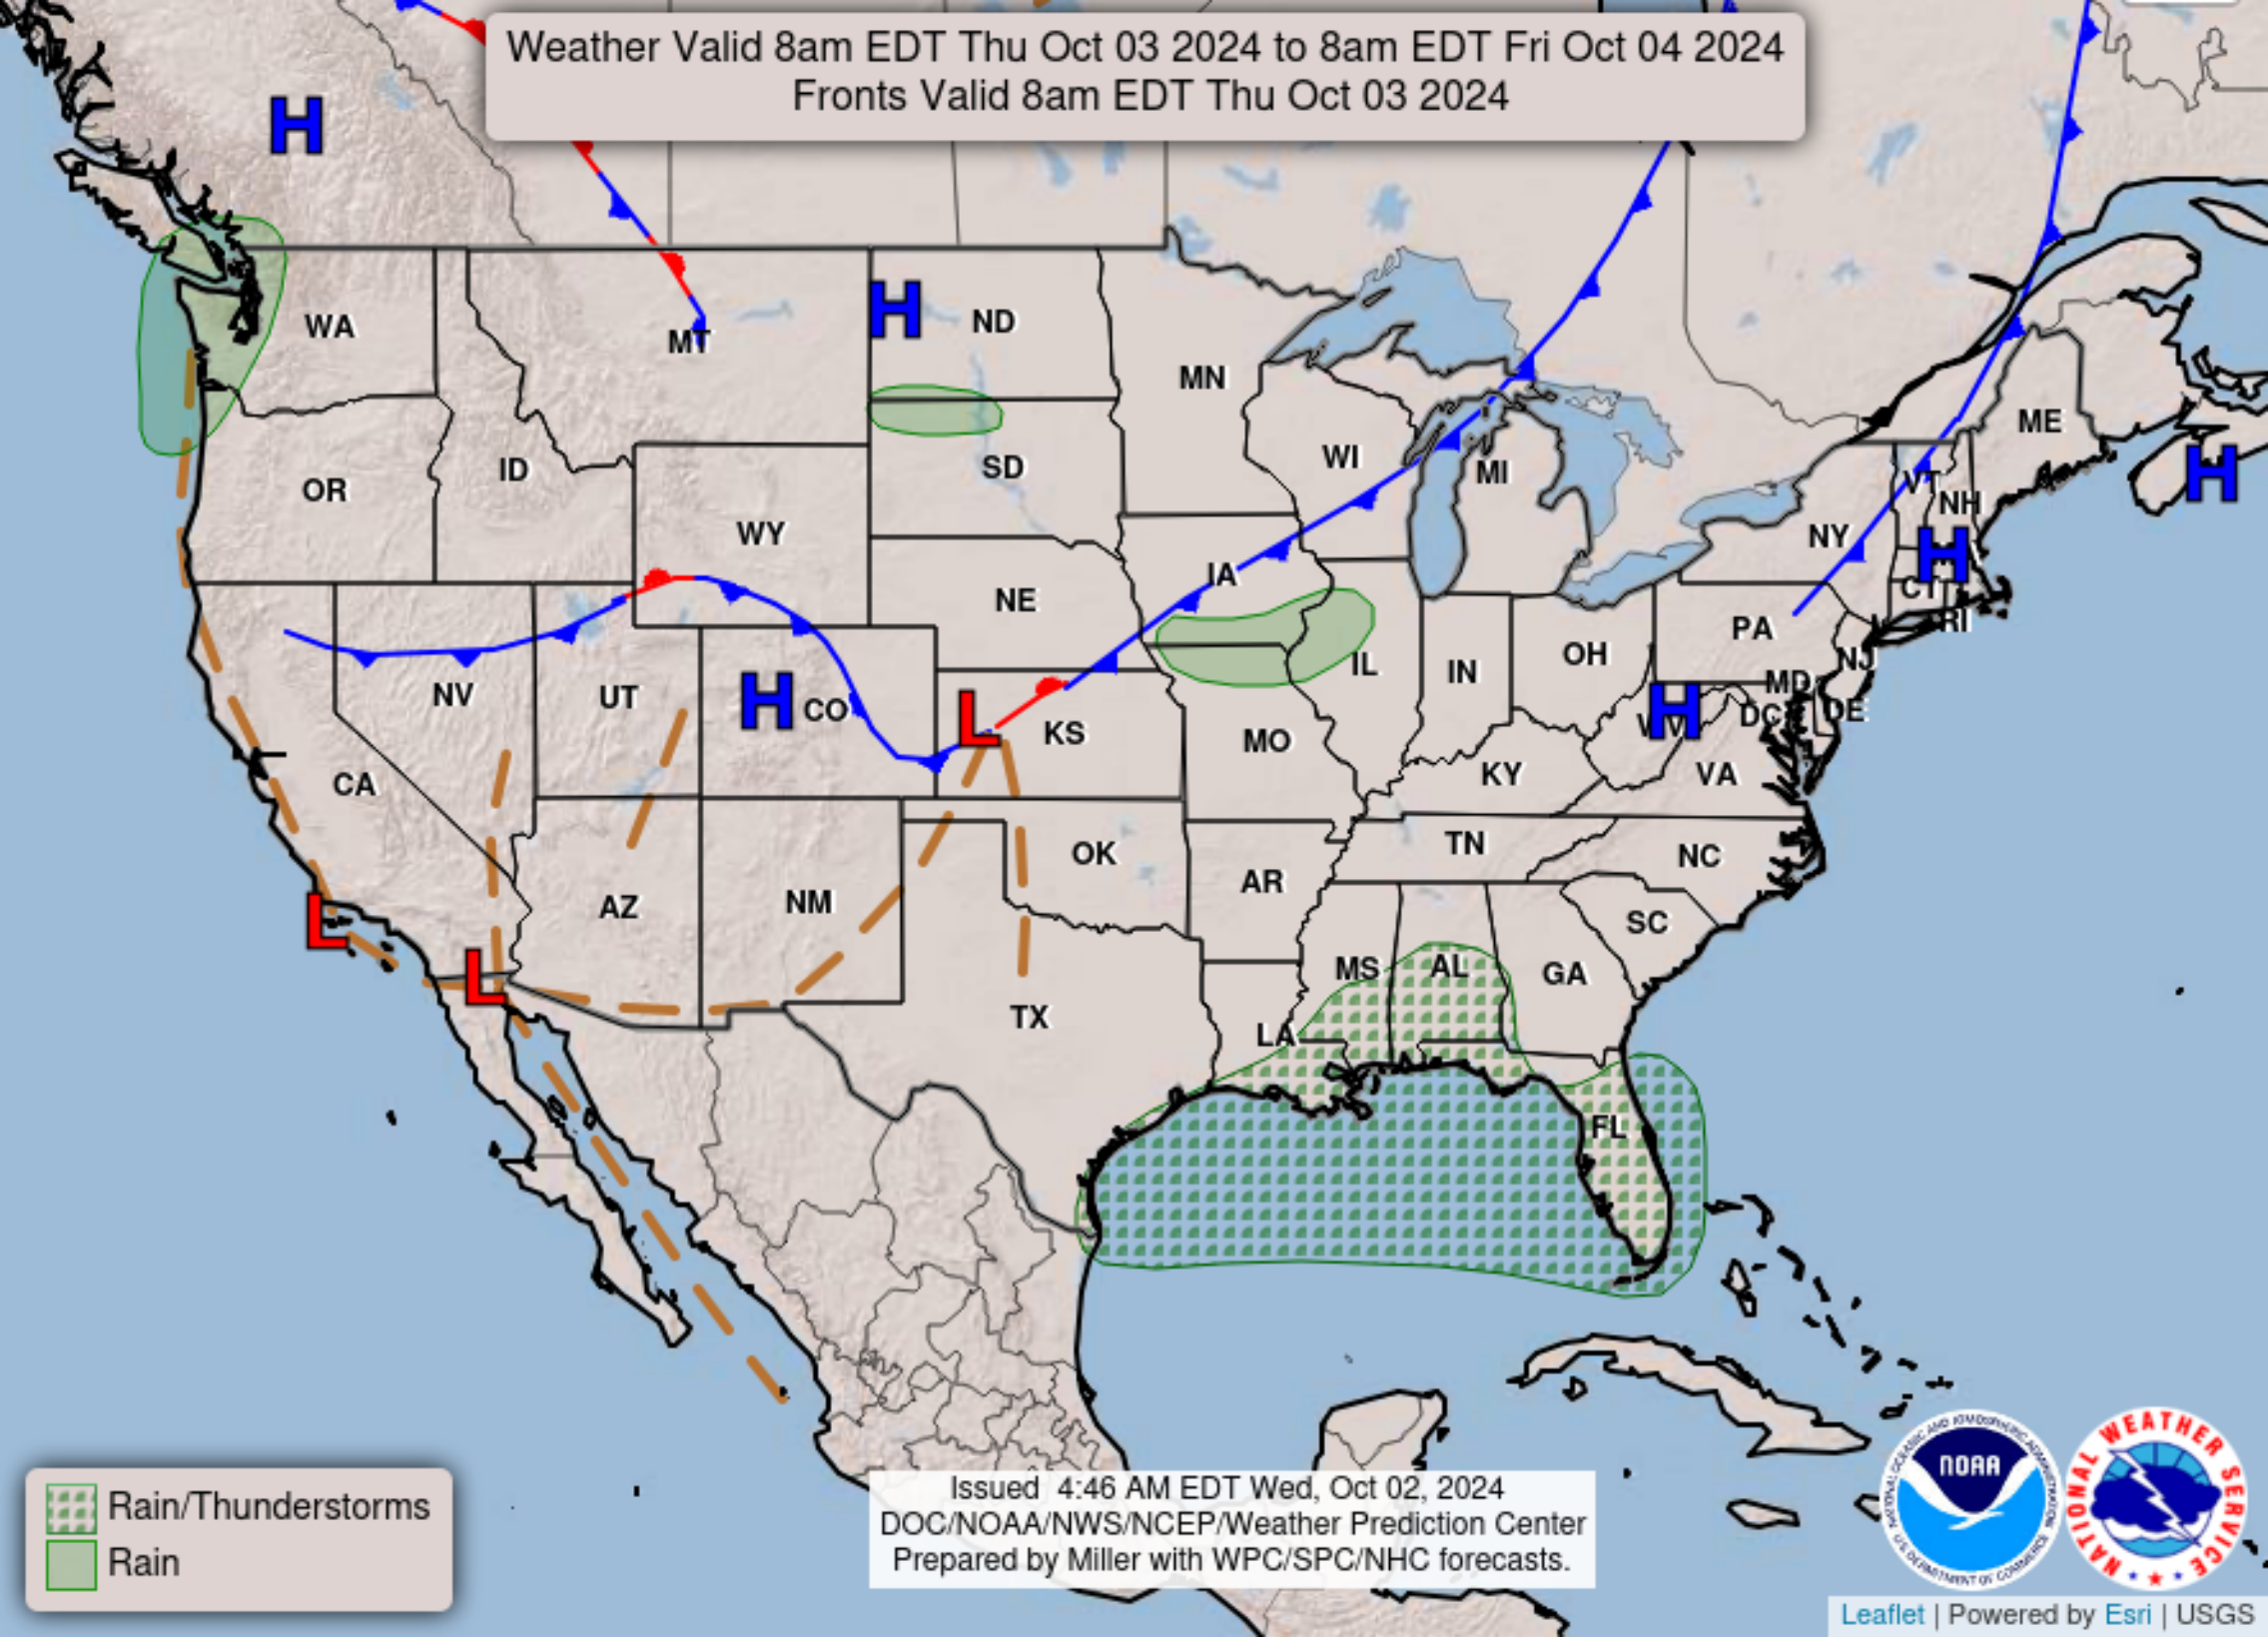 Weather Valid 8am EDT Thu Oct 03 2024 to 8am EDT Fri Oct 04 2024
Fronts Valid 8am EDT Thu Oct 03 2024
H
WA
MT
H
ND
MN
ME
OR
ID
SD
WI
MI
VT
NH
H
WY
NY
H
IA
CT
NE
RI
PA
NV
UT
H
CO
L
KS
IL
IN
OH
NJ
MD
H
DC
DE
MO
CA
KY
VA
OK
TN
NC
AZ
NM
AR
SC
L
L
TX
MS
AL
GA
LA
FL
Rain/Thunderstorms
Rain
Issued 4:46 AM EDT Wed, Oct 02, 2024
DOC/NOAA/NWS/NCEP/Weather Prediction Center
Prepared by Miller with WPC/SPC/NHC forecasts.
NOAA
NATIONAL WEATHER SERVICE
Leaflet | Powered by Esri | USGS